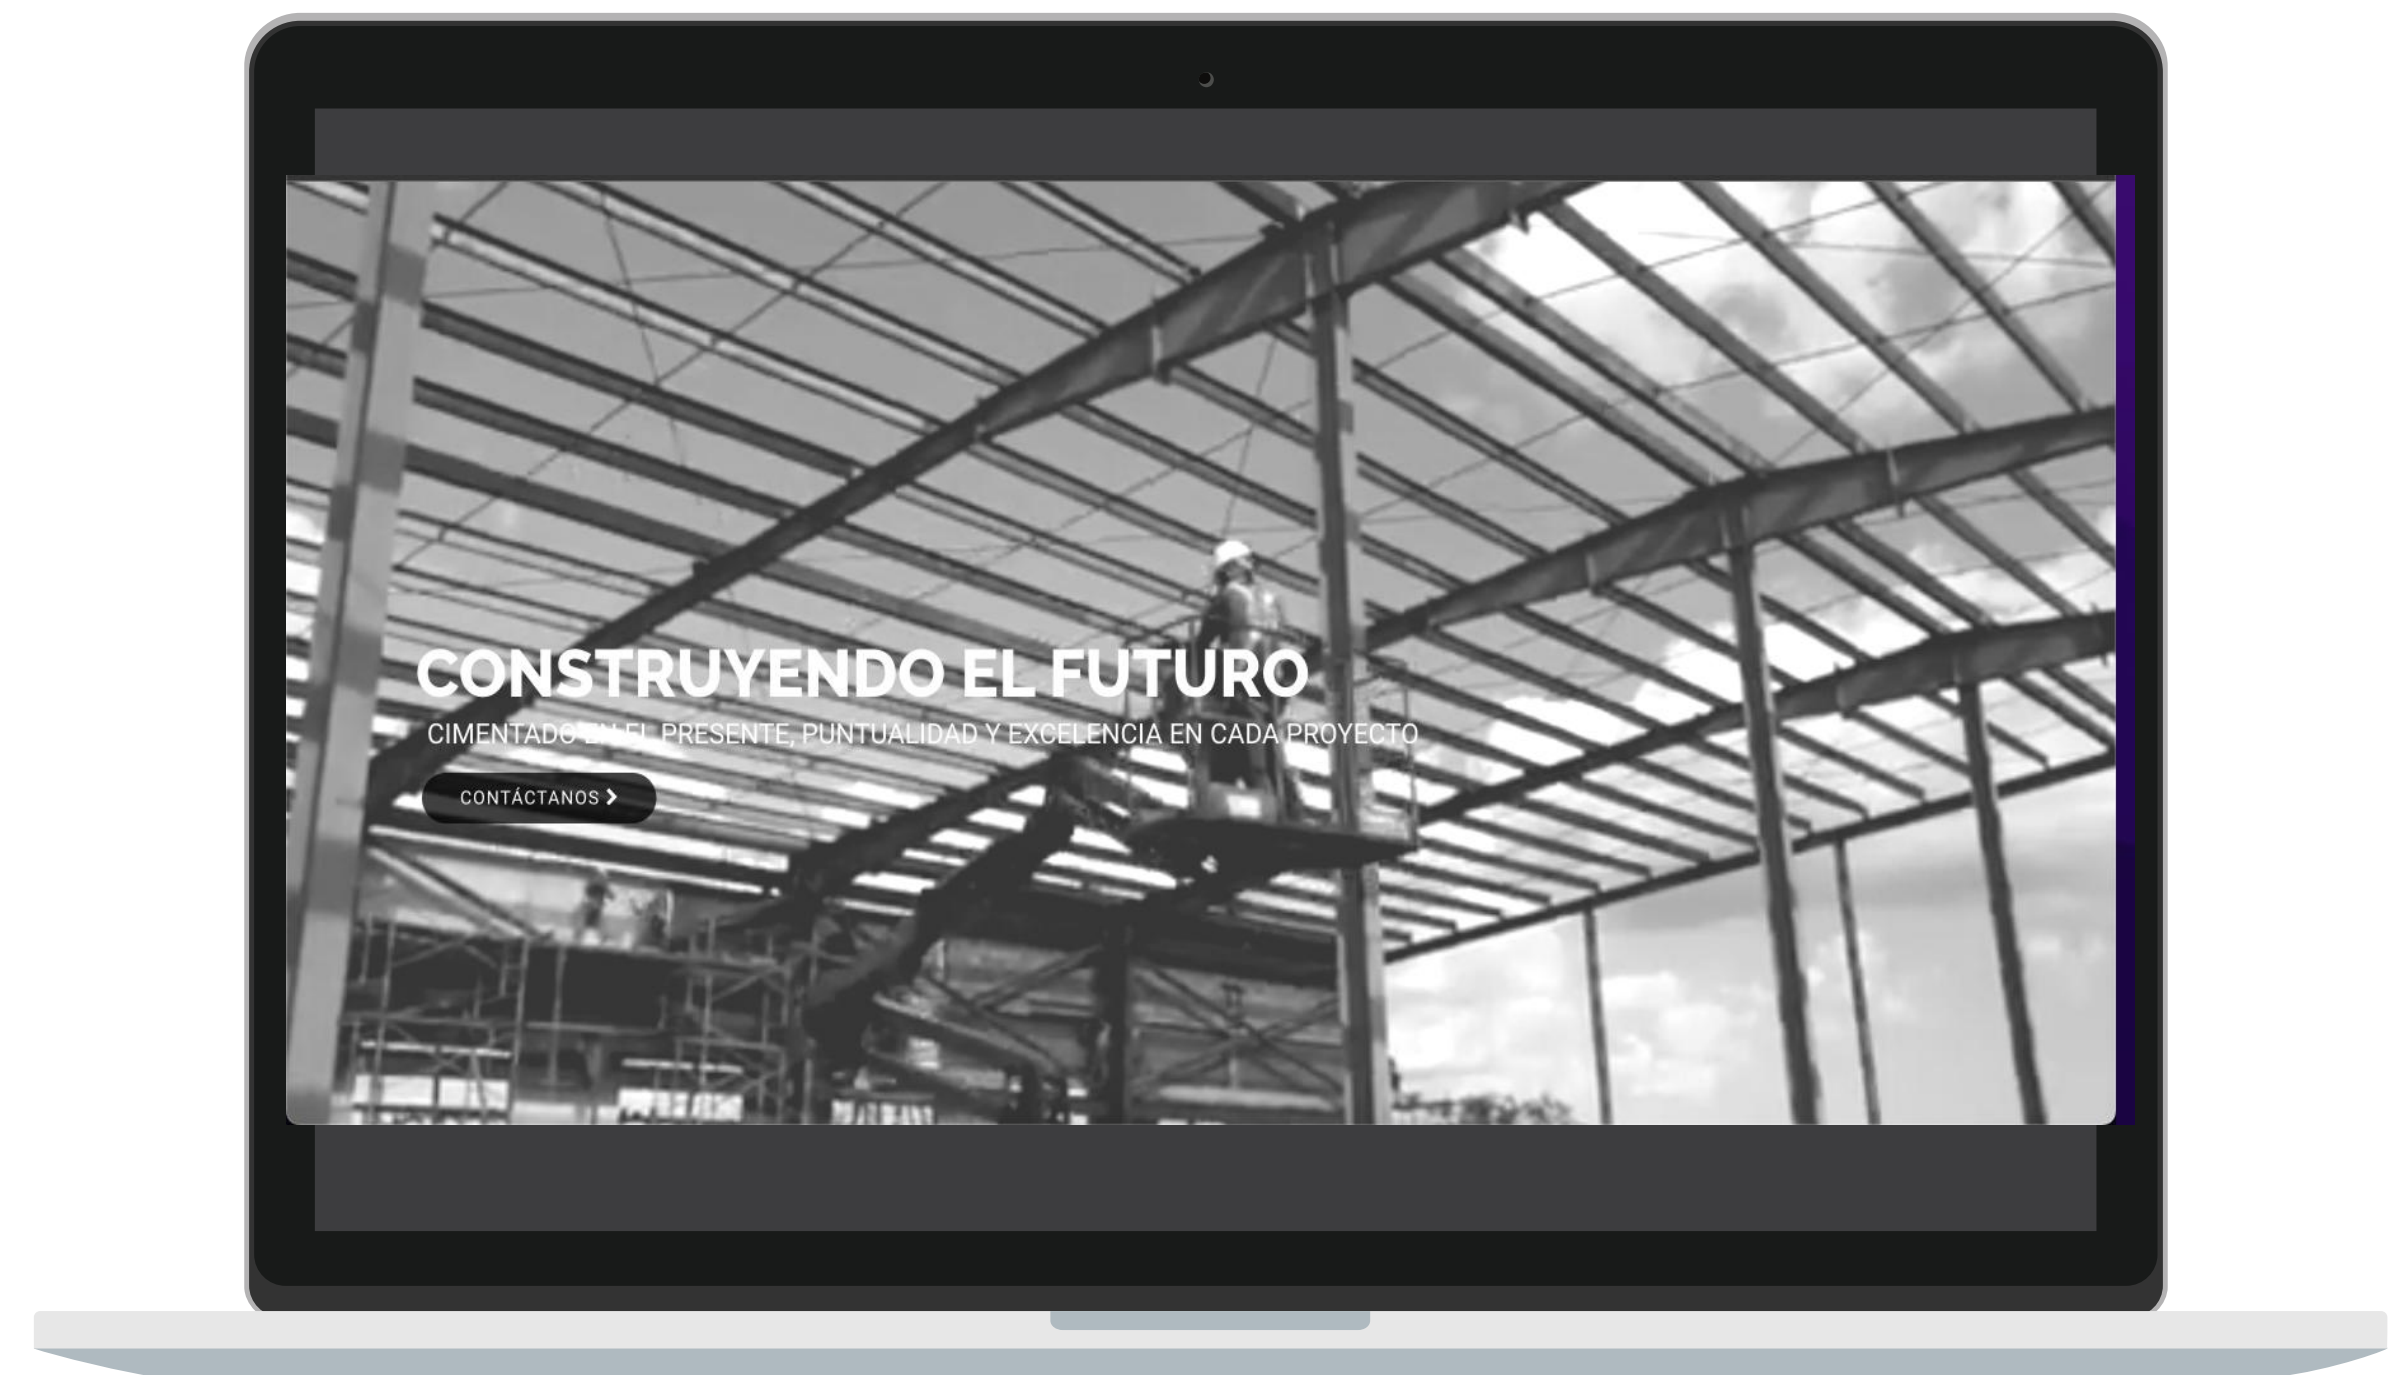 CONSTRUYENDO EL FUTURO
CIMENTADO EN EL PRESENTE, PUNTUALIDAD Y EXCELENCIA EN CADA PROYECTO
CONTÁCTANOS